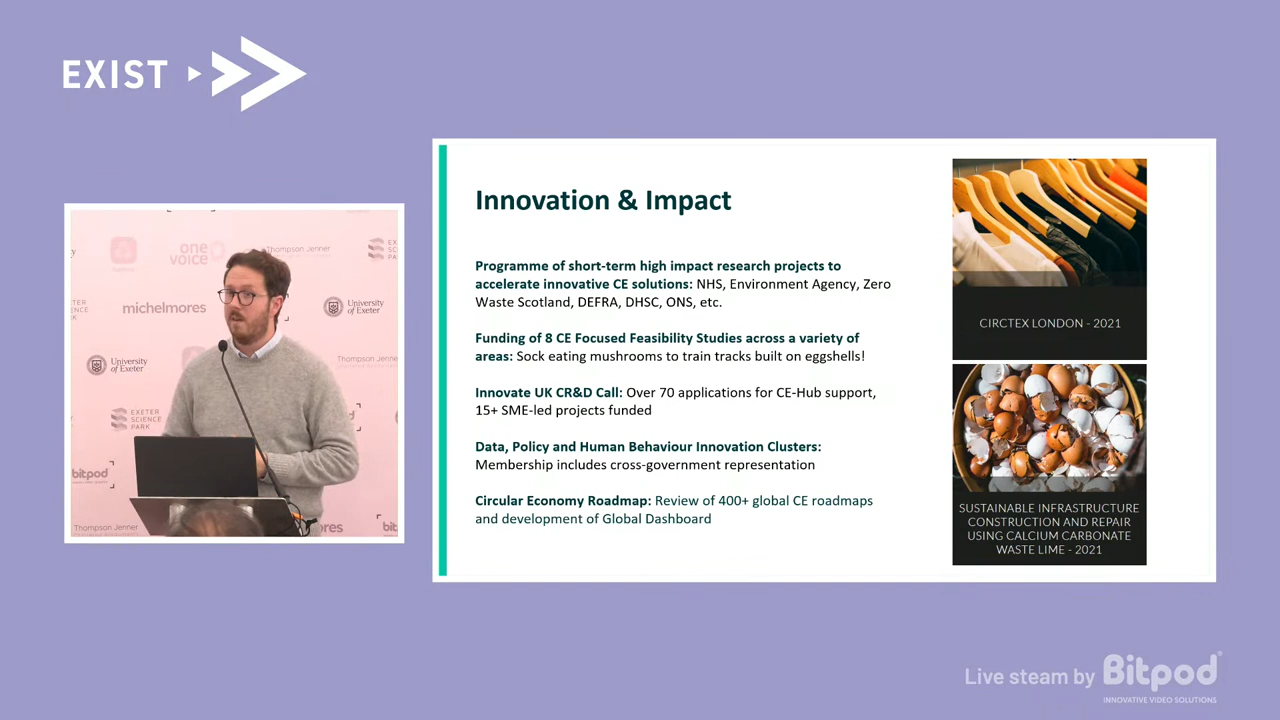 EXIST
Innovation & Impact
Programme of short-term high impact research projects to
accelerate innovative CE solutions: NHS, Environment Agency, Zero
Waste Scotland, DEFRA, DHSC, ONS, etc.
Funding of 8 CE Focused Feasibility Studies across a variety of
areas: Sock eating mushrooms to train tracks built on eggshells!
Innovate UK CR&D Call: Over 70 applications for CE-Hub support,
15+ SME-led projects funded
Data, Policy and Human Behaviour Innovation Clusters:
Membership includes cross-government representation
Circular Economy Roadmap: Review of 400+ global CE roadmaps
and development of Global Dashboard
CIRCTEX LONDON - 2021
SUSTAINABLE INFRASTRUCTURE
CONSTRUCTION AND REPAIR
USING CALCIUM CARBONATE
WASTE LIME - 2021
one
voice
Thompson Jenner
michelmores
University
of Exeter
University
of Exeter
Thompson Jenner
EXETER
SCIENCE
PARK
bitpod
Thompson Jenner
Live steam by Bitpod
INNOVATIVE VIDEO SOLUTIONS